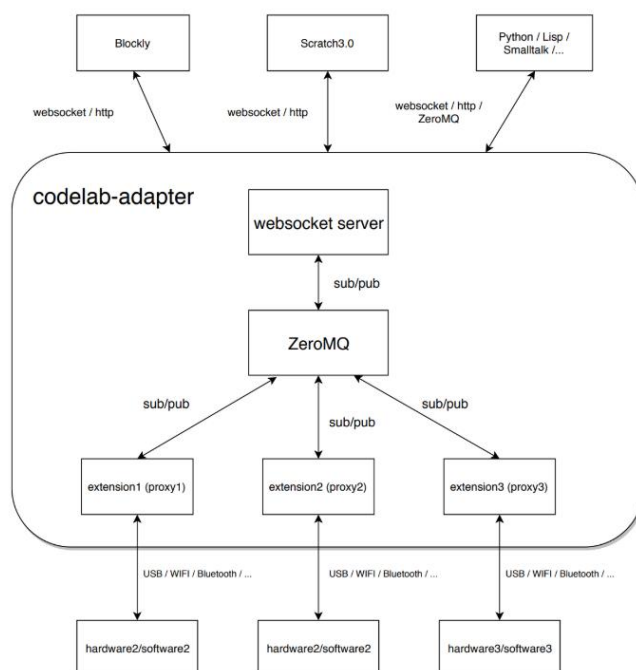 Blockly
Scratch3.0
Python / Lisp /
Smalltalk /...
websocket / http
websocket / http
websocket / http /
ZeroMQ
codelab-adapter
websocket server
sub/pub
ZeroMQ
sub/pub
sub/pub
sub/pub
extension1 (proxy1)
extension2 (proxy2)
extension3 (proxy3)
USB / WIFI / Bluetooth / ...
USB / WIFI / Bluetooth / ...
USB / WIFI / Bluetooth / ...
hardware2/software2
hardware2/software2
hardware3/software3